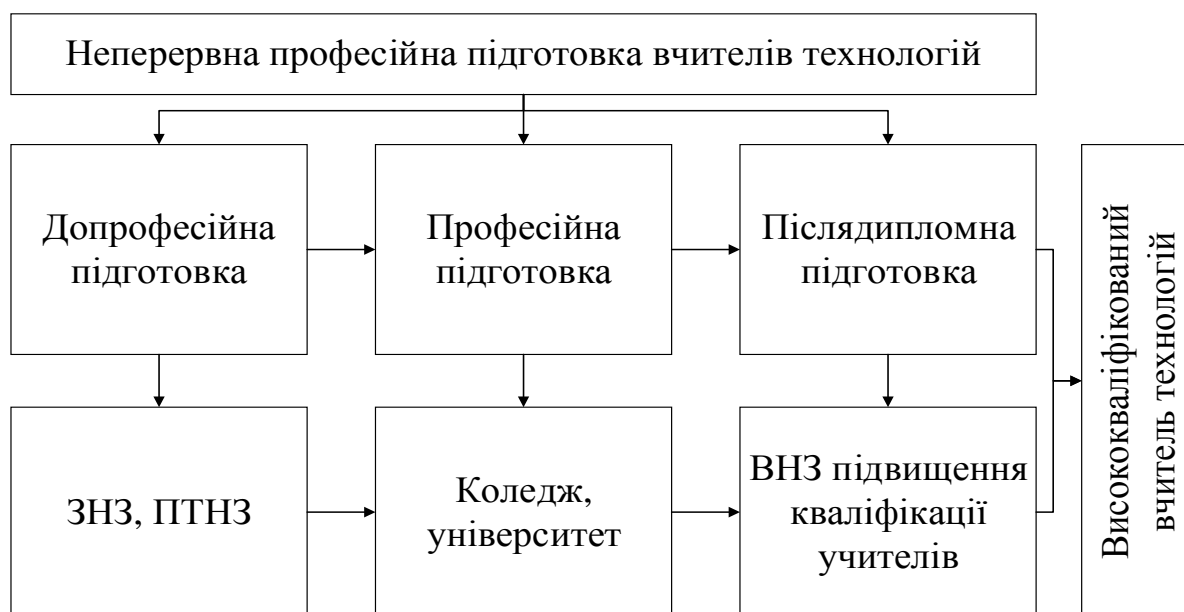 Неперервна професійна підготовка вчителів технологій
Допрофесійна
підготовка
Професійна
підготовка
Післядипломна
підготовка
ЗНЗ, ПТНЗ
Коледж,
університет
ВНЗ підвищення
кваліфікації
учителів
Висококваліфікований
вчитель технологій